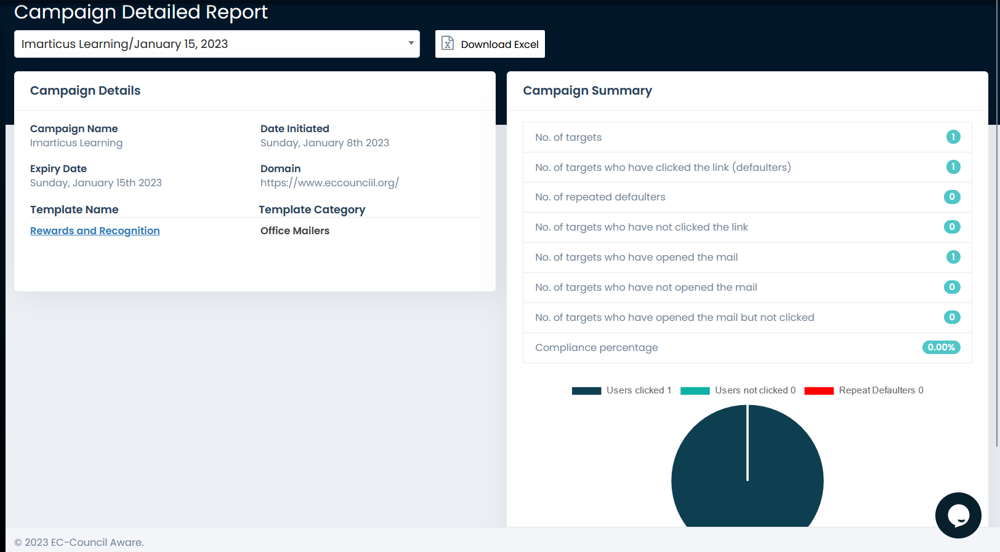 Campaign Detailed Report
Imarticus Learning/January 15, 2023
Download Excel
Campaign Details
Campaign Name
Imarticus Learning
Date Initiated
Sunday, January 8th 2023
Expiry Date
Sunday, January 15th 2023
Domain
https://www.eccounciil.org/
Template Name
Template Category
Rewards and Recognition
Office Mailers
Campaign Summary
No. of targets 1
No. of targets who have clicked the link (defaulters) 1
No. of repeated defaulters 0
No. of targets who have not clicked the link 0
No. of targets who have opened the mail 1
No. of targets who have not opened the mail 0
No. of targets who have opened the mail but not clicked 0
Compliance percentage 0.00%
Users clicked 1 Users not clicked 0 Repeat Defaulters 0
© 2023 EC-Council Aware.